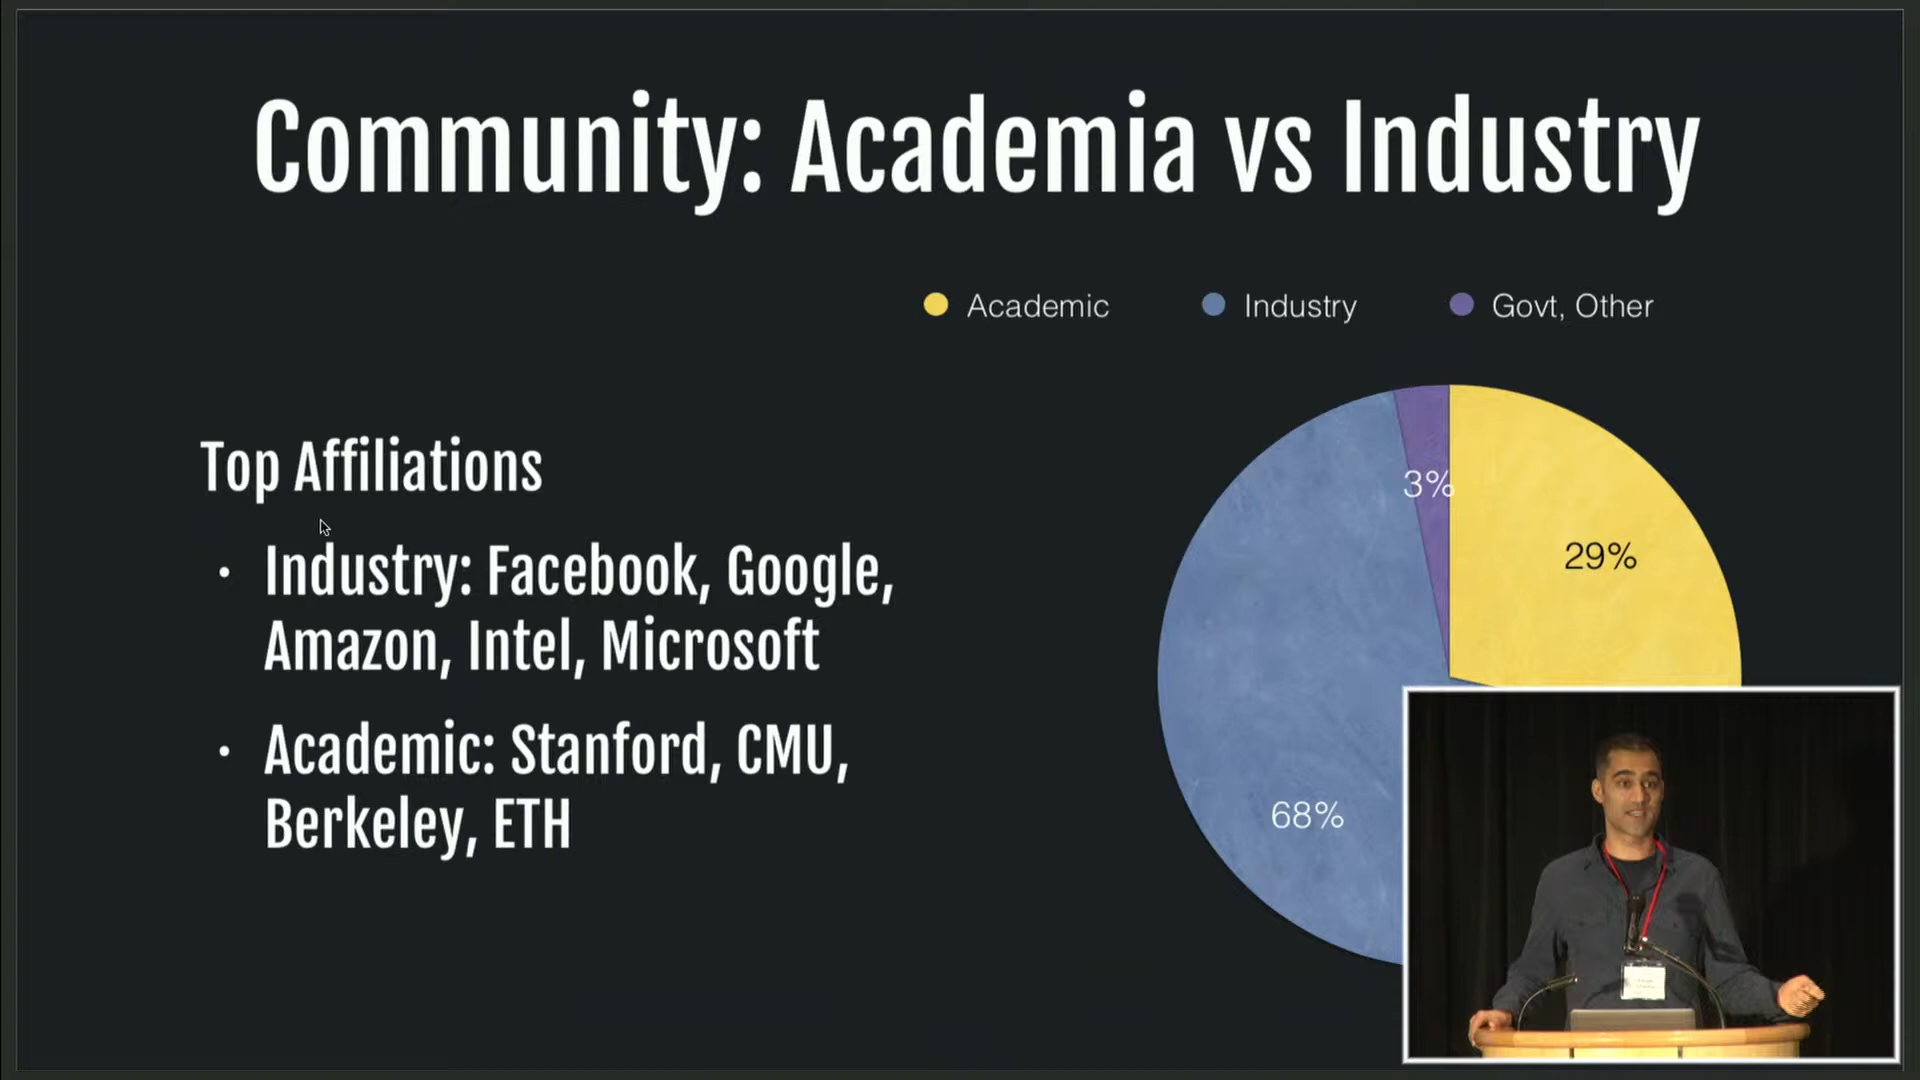 Community: Academia vs Industry
Academic
Industry
Govt, Other
Top Affiliations
• Industry: Facebook, Google,
Amazon, Intel, Microsoft
• Academic: Stanford, CMU,
Berkeley, ETH
3%
29%
68%